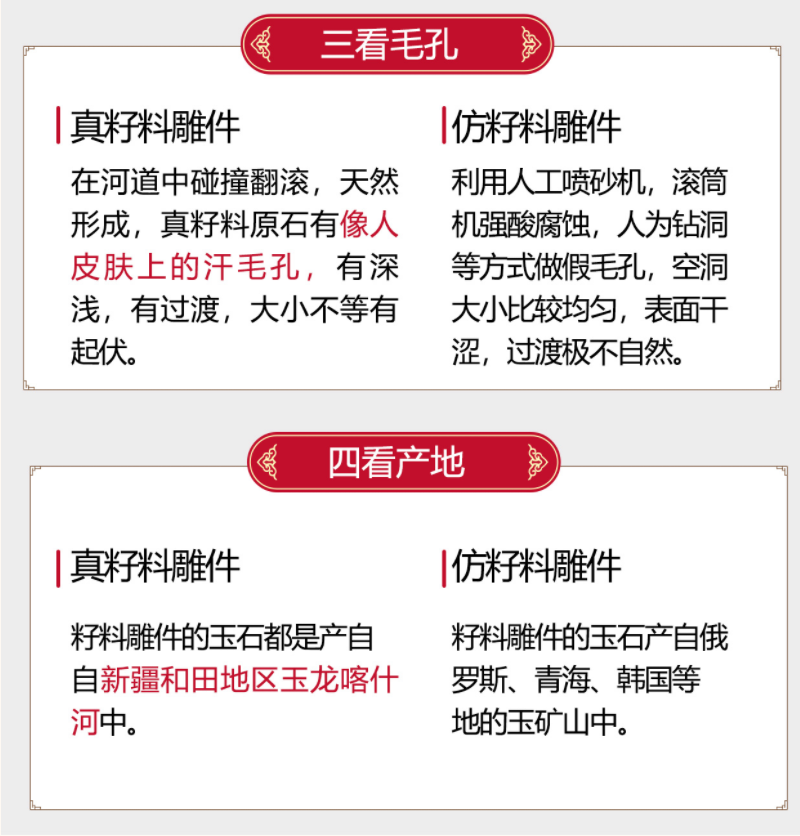 三看毛孔
真籽料雕件
在河道中碰撞翻滚，天然
形成，真籽料原石有像人
皮肤上的汗毛孔，有深
浅，有过渡，大小不等有
起伏。
仿籽料雕件
利用人工喷砂机，滚筒
机强酸腐蚀，人为钻洞
等方式做假毛孔，空洞
大小比较均匀，表面干
涩，过渡极不自然。
四看产地
真籽料雕件
籽料雕件的玉石都是产自
自新疆和田地区玉龙喀什
河中。
仿籽料雕件
籽料雕件的玉石产自俄
罗斯、青海、韩国等
地的玉矿山中。